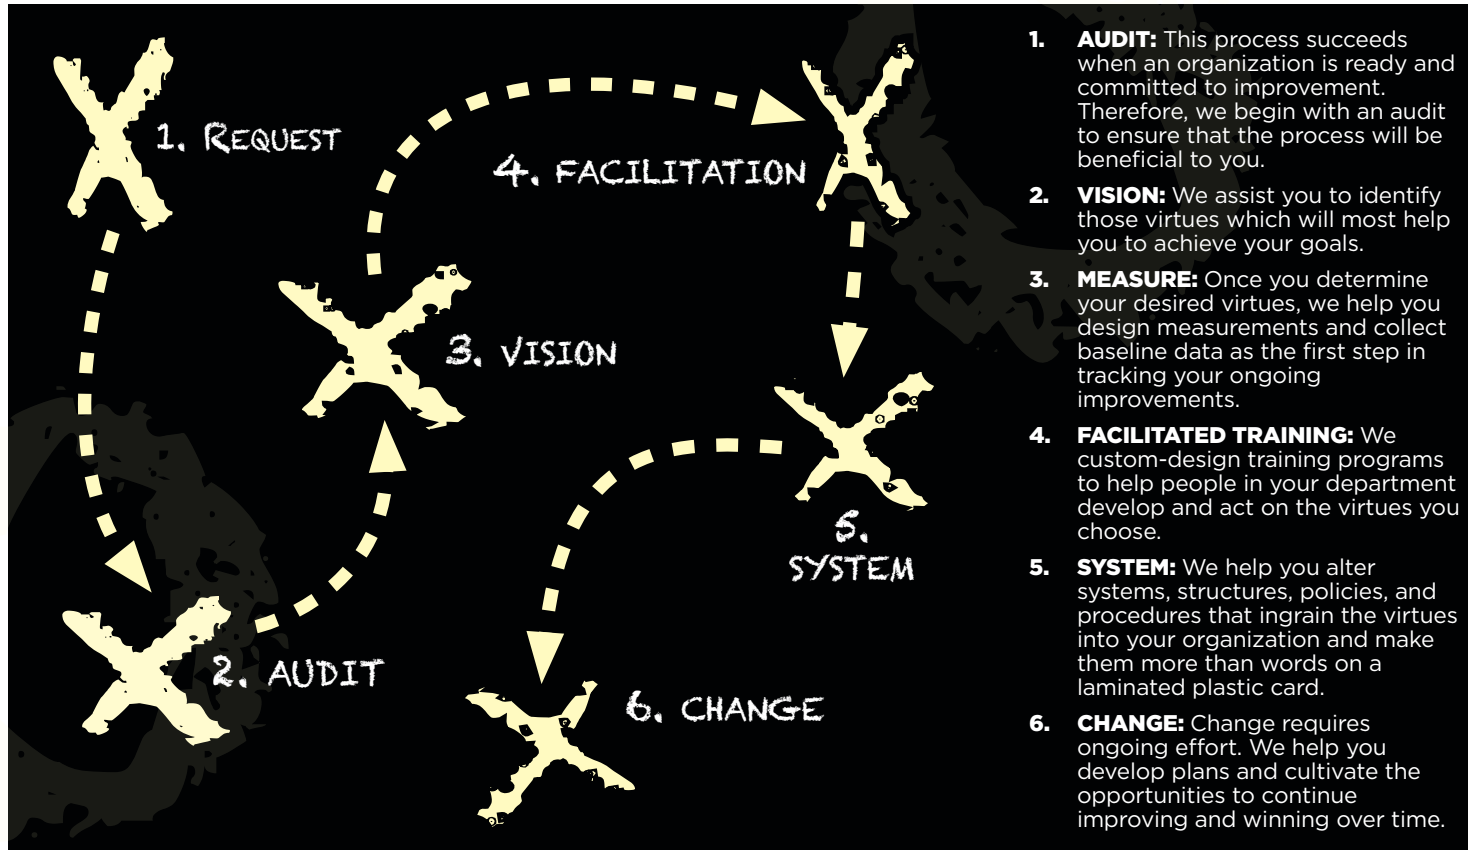 1. REQUEST
2. AUDIT
3. VISION
4. FACILITATION
5.
SYSTEM
6. CHANGE
1. AUDIT: This process succeeds
when an organization is ready and
committed to improvement.
Therefore, we begin with an audit
to ensure that the process will be
beneficial to you.
2. VISION: We assist you to identify
those virtues which will most help
you to achieve your goals.
3. MEASURE: Once you determine
your desired virtues, we help you
design measurements and collect
baseline data as the first step in
tracking your ongoing
improvements.
4. FACILITATED TRAINING: We
custom-design training programs
to help people in your department
develop and act on the virtues you
choose.
5. SYSTEM: We help you alter
systems, structures, policies, and
procedures that ingrain the virtues
into your organization and make
them more than words on a
laminated plastic card.
6. CHANGE: Change requires
ongoing effort. We help you
develop plans and cultivate the
opportunities to continue
improving and winning over time.